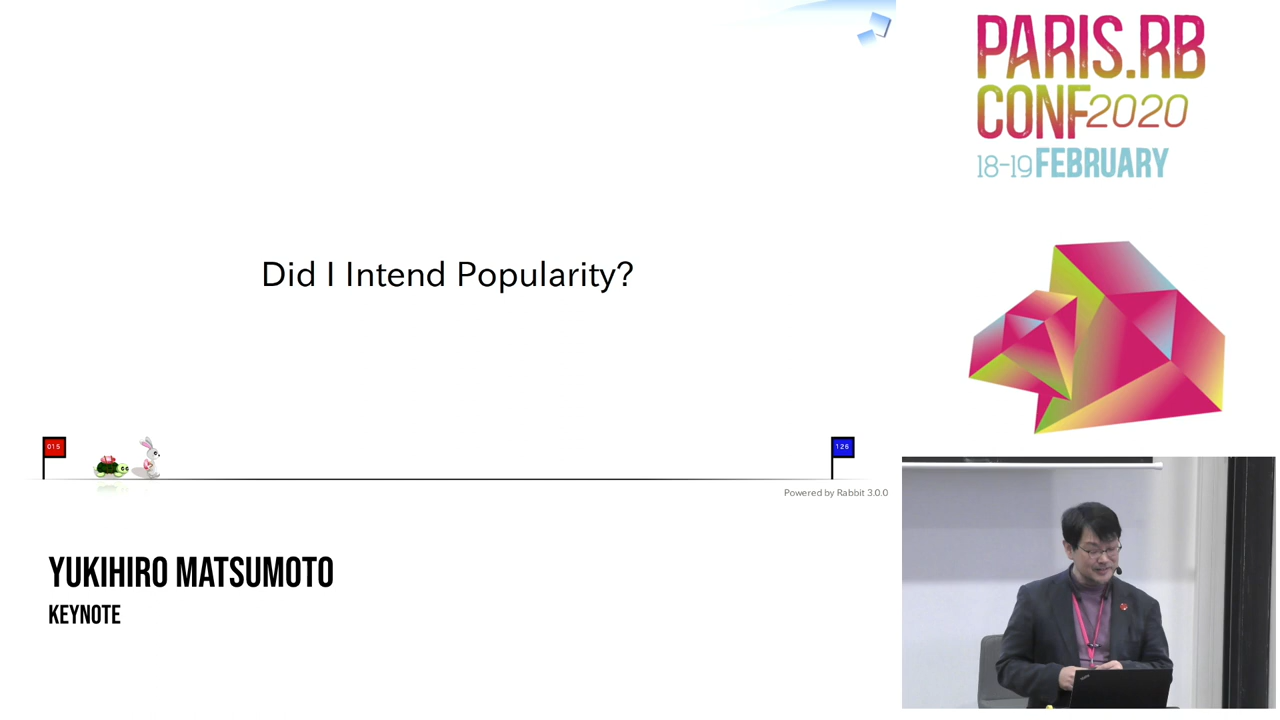 Did I Intend Popularity?
015
126
Powered by Rabbit 3.0.0
YUKIHIRO MATSUMOTO
KEYNOTE
PARIS.RB
CONF2020
18-19 FEBRUARY